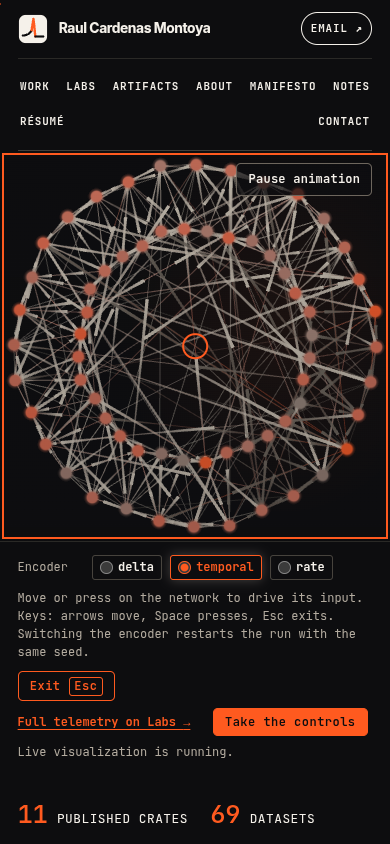 Raul Cardenas Montoya
EMAIL ↗
WORK LABS ARTIFACTS ABOUT MANIFESTO NOTES
RÉSUMÉ CONTACT
Pause animation
Encoder delta temporal rate
Move or press on the network to drive its input.
Keys: arrows move, Space presses, Esc exits.
Switching the encoder restarts the run with the
same seed.
Exit Esc
Full telemetry on Labs → Take the controls
Live visualization is running.
11 PUBLISHED CRATES 69 DATASETS